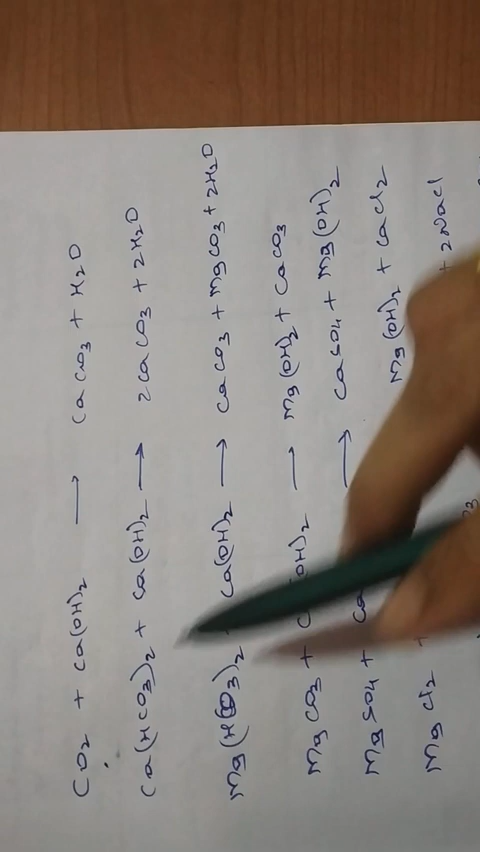 CO2 + Ca(OH)2 → CaCO3 + H2O
Ca(HCO3)2 + Ca(OH)2 → 2CaCO3 + 2H2O
Mg(HCO3)2 Ca(OH)2 → CaCO3 + MgCO3 + 2H2O
MgCO3 + C OH)2 → Mg(OH)2 + CaCO3
MgSO4 + Ca → CaSO4 + Mg(OH)2
MgCl2 + Mg(OH)2 + CaCl2
+ 2NaCl